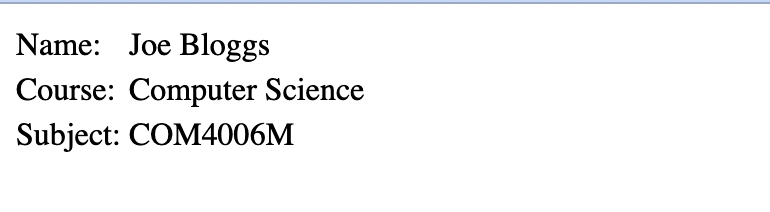 Name: Joe Bloggs
Course: Computer Science
Subject: COM4006M